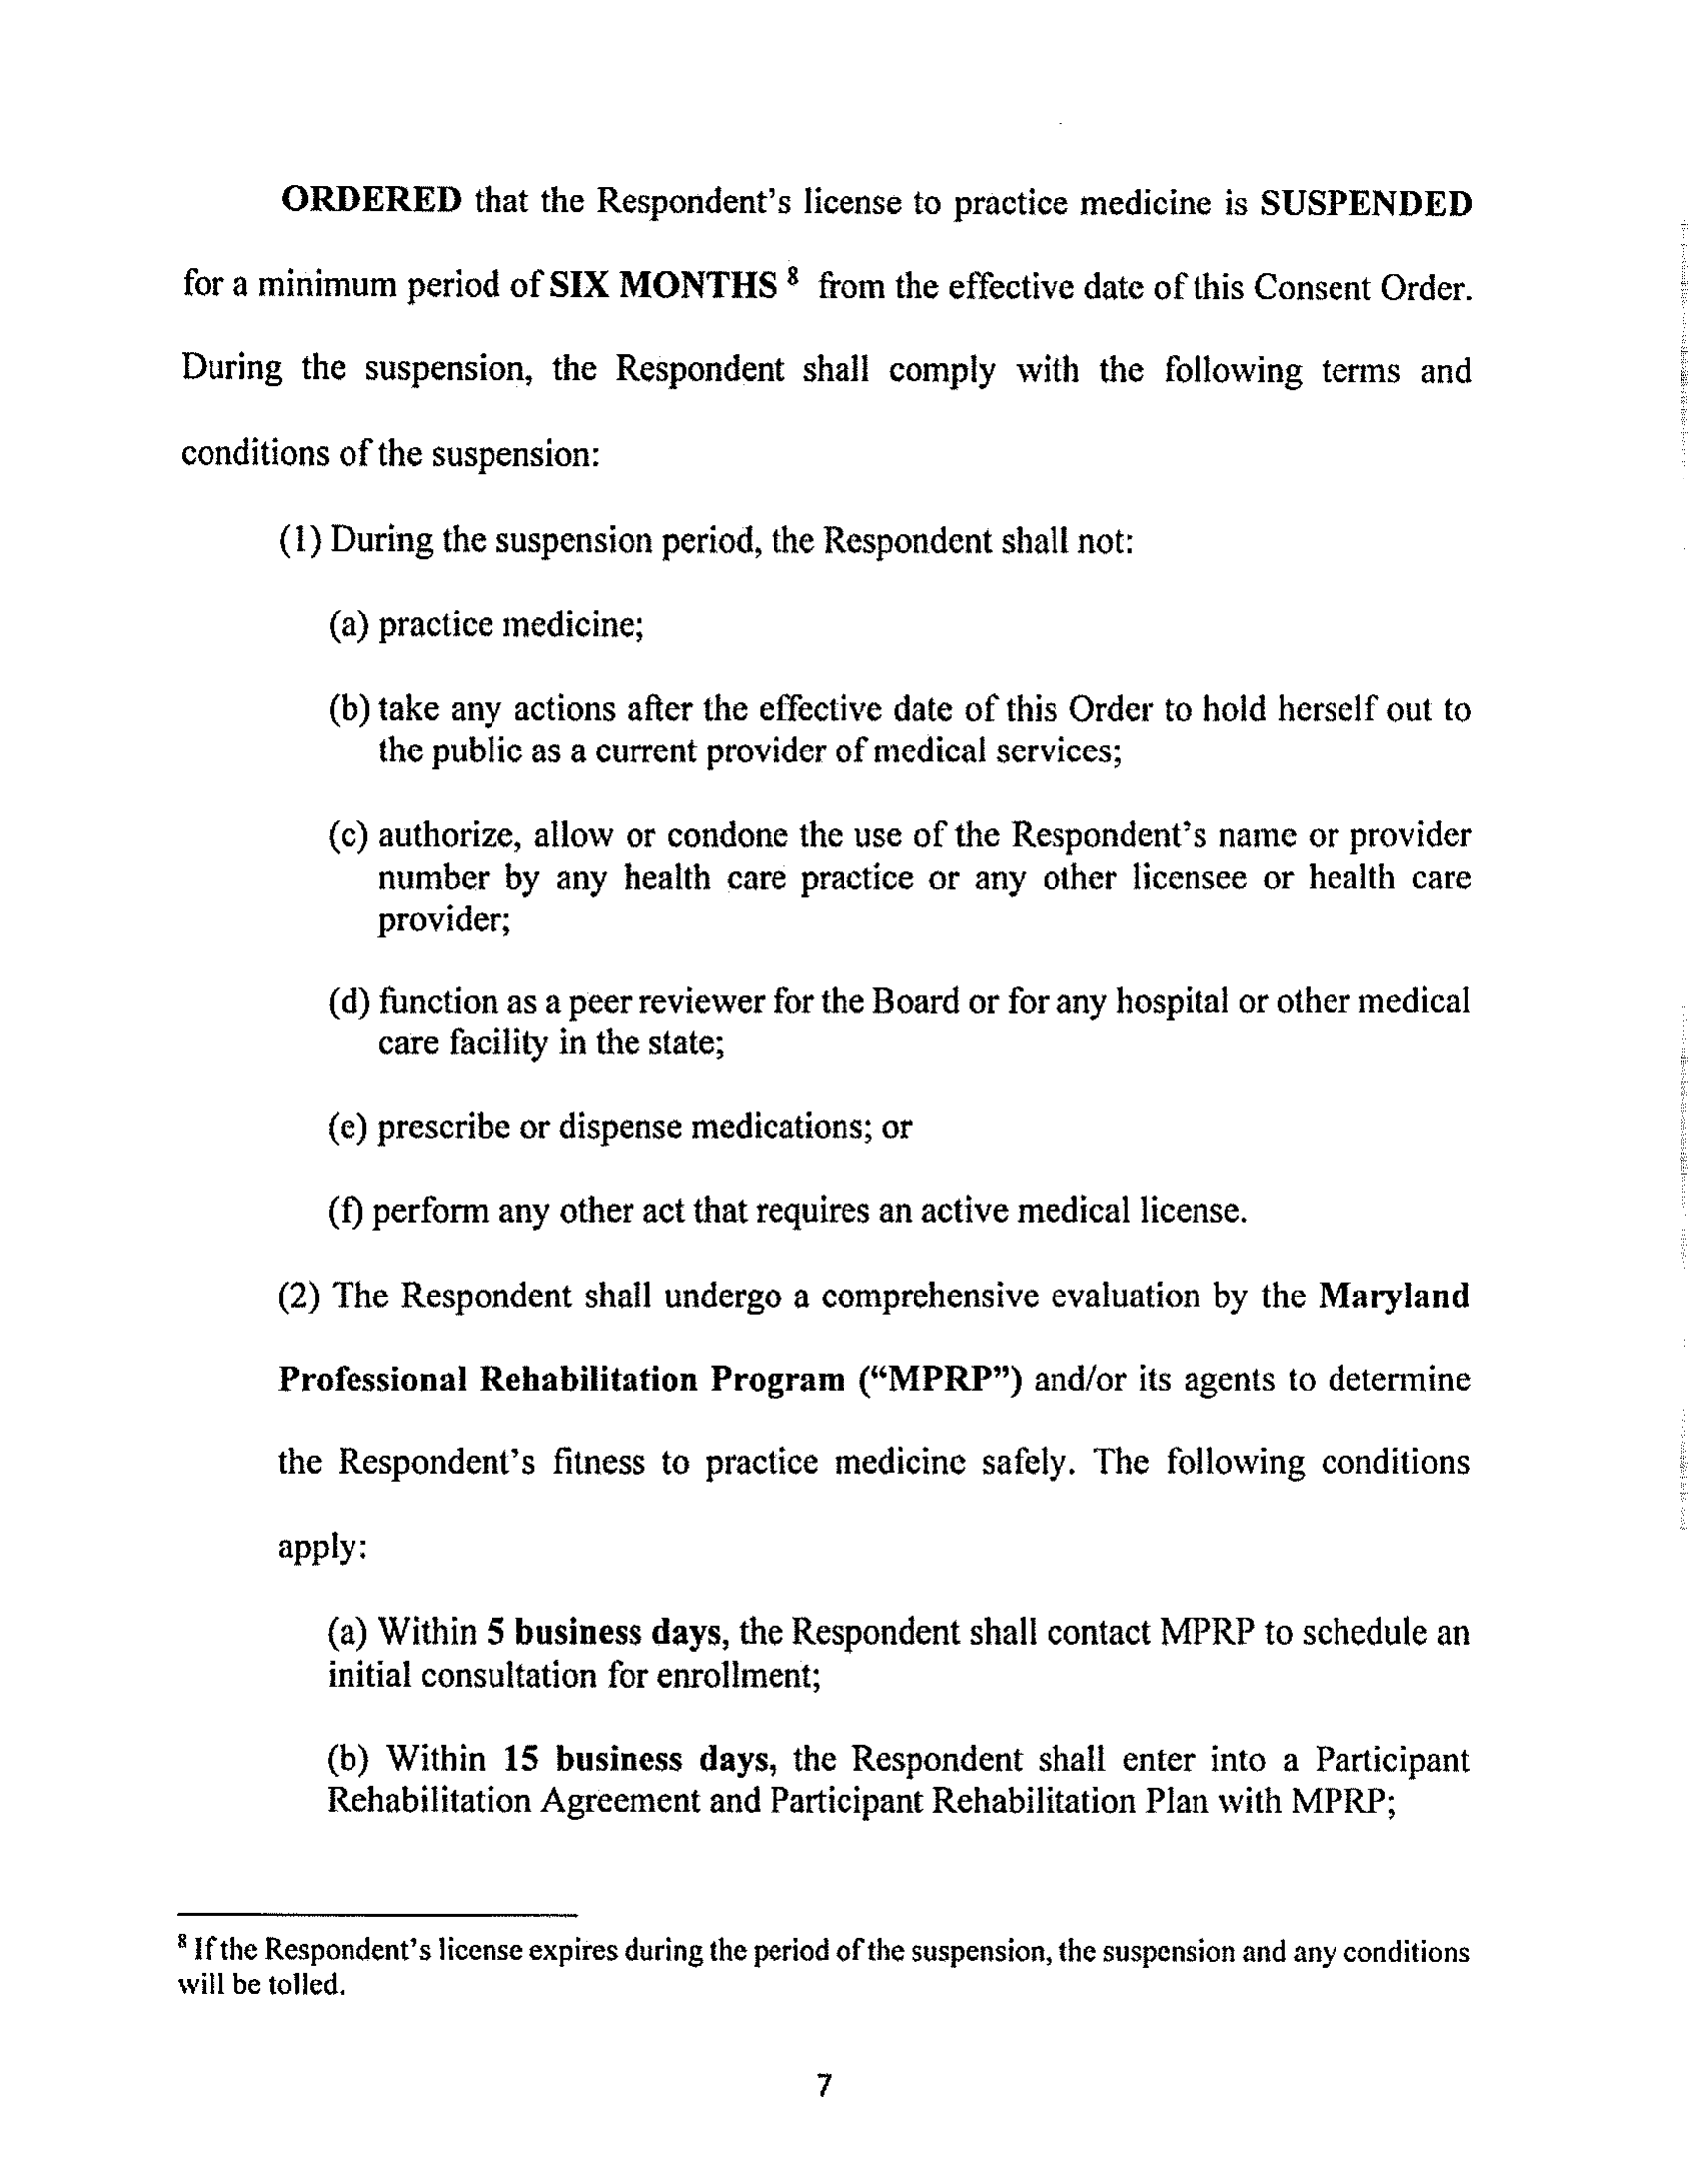 ORDERED that the Respondent's license to practice medicine is SUSPENDED
for a minimum period of SIX MONTHS 8 from the effective date of this Consent Order.
During the suspension, the Respondent shall comply with the following terms and
conditions of the suspension:
(1) During the suspension period, the Respondent shall not:
(a) practice medicine;
(b) take any actions after the effective date of this Order to hold herself out to
the public as a current provider of medical services;
(c) authorize, allow or condone the use of the Respondent's name or provider
number by any health care practice or any other licensee or health care
provider;
(d) function as a peer reviewer for the Board or for any hospital or other medical
care facility in the state;
(e) prescribe or dispense medications; or
(f) perform any other act that requires an active medical license.
(2) The Respondent shall undergo a comprehensive evaluation by the Maryland
Professional Rehabilitation Program (“MPRP”) and/or its agents to determine
the Respondent's fitness to practice medicine safely. The following conditions
apply:
(a) Within 5 business days, the Respondent shall contact MPRP to schedule an
initial consultation for enrollment;
(b) Within 15 business days, the Respondent shall enter into a Participant
Rehabilitation Agreement and Participant Rehabilitation Plan with MPRP;
8 If the Respondent's license expires during the period of the suspension, the suspension and any conditions
will be tolled.
7